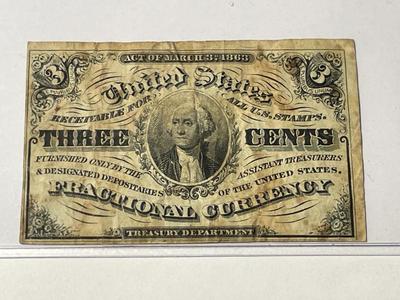 ACT OF MARCH 3, 1863
3 3
United States
RECEIVABLE FOR ALL U.S. STAMPS.
THREE CENTS
FURNISHED ONLY BY THE ASSISTANT TREASURERS
& DESIGNATED DEPOSITARIES OF THE UNITED STATES.
FRACTIONAL CURRENCY
TREASURY DEPARTMENT